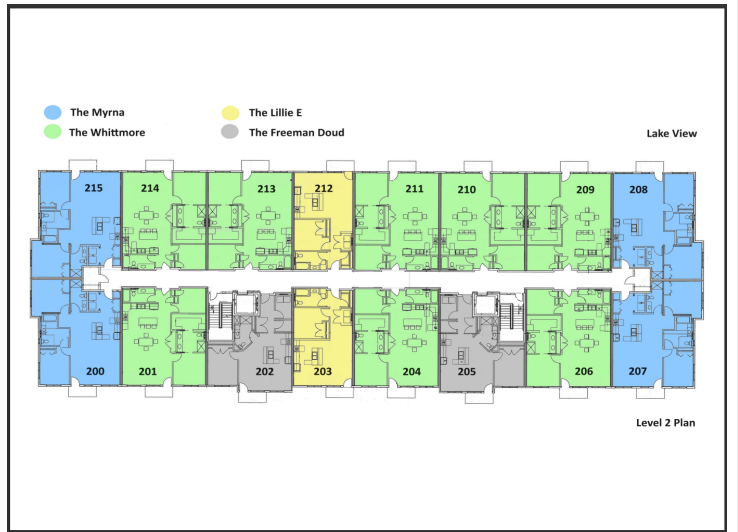 The Myrna
The Lillie E
The Whittmore
The Freeman Doud
Lake View
215
214
213
212
211
210
209
208
200
201
202
203
204
205
206
207
Level 2 Plan